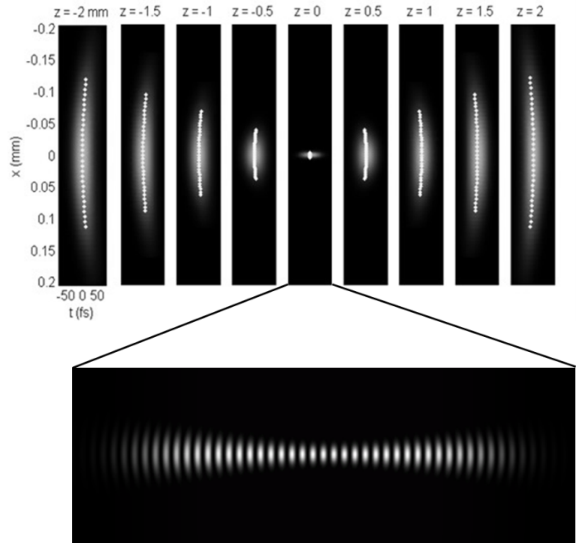 z = -2 mm z = -1.5 z = -1 z = -0.5 z = 0 z = 0.5 z = 1 z = 1.5 z = 2
-0.2
-0.15
-0.1
-0.05
0
0.05
0.1
0.15
0.2
x (mm)
-50 0 50
t (fs)